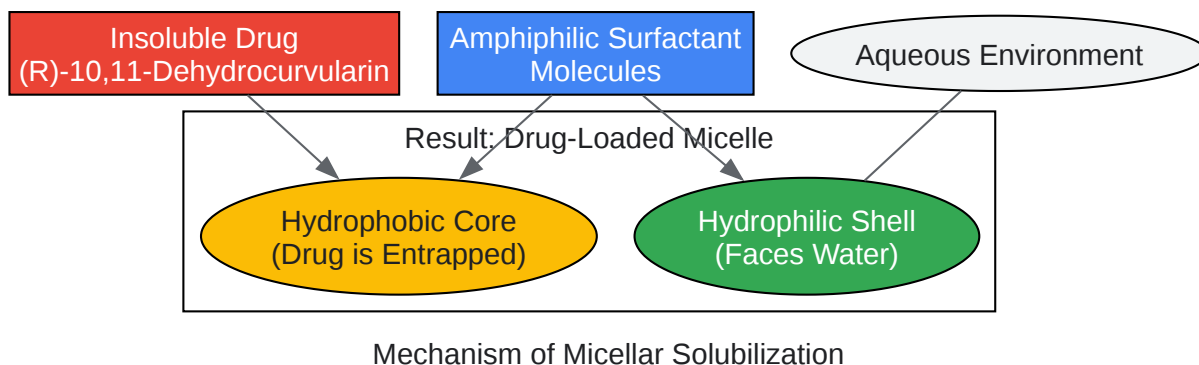 Insoluble Drug
(R)-10,11-Dehydrocurvularin
Amphiphilic Surfactant
Molecules
Aqueous Environment
Result: Drug-Loaded Micelle
Hydrophobic Core
(Drug is Entrapped)
Hydrophilic Shell
(Faces Water)
Mechanism of Micellar Solubilization